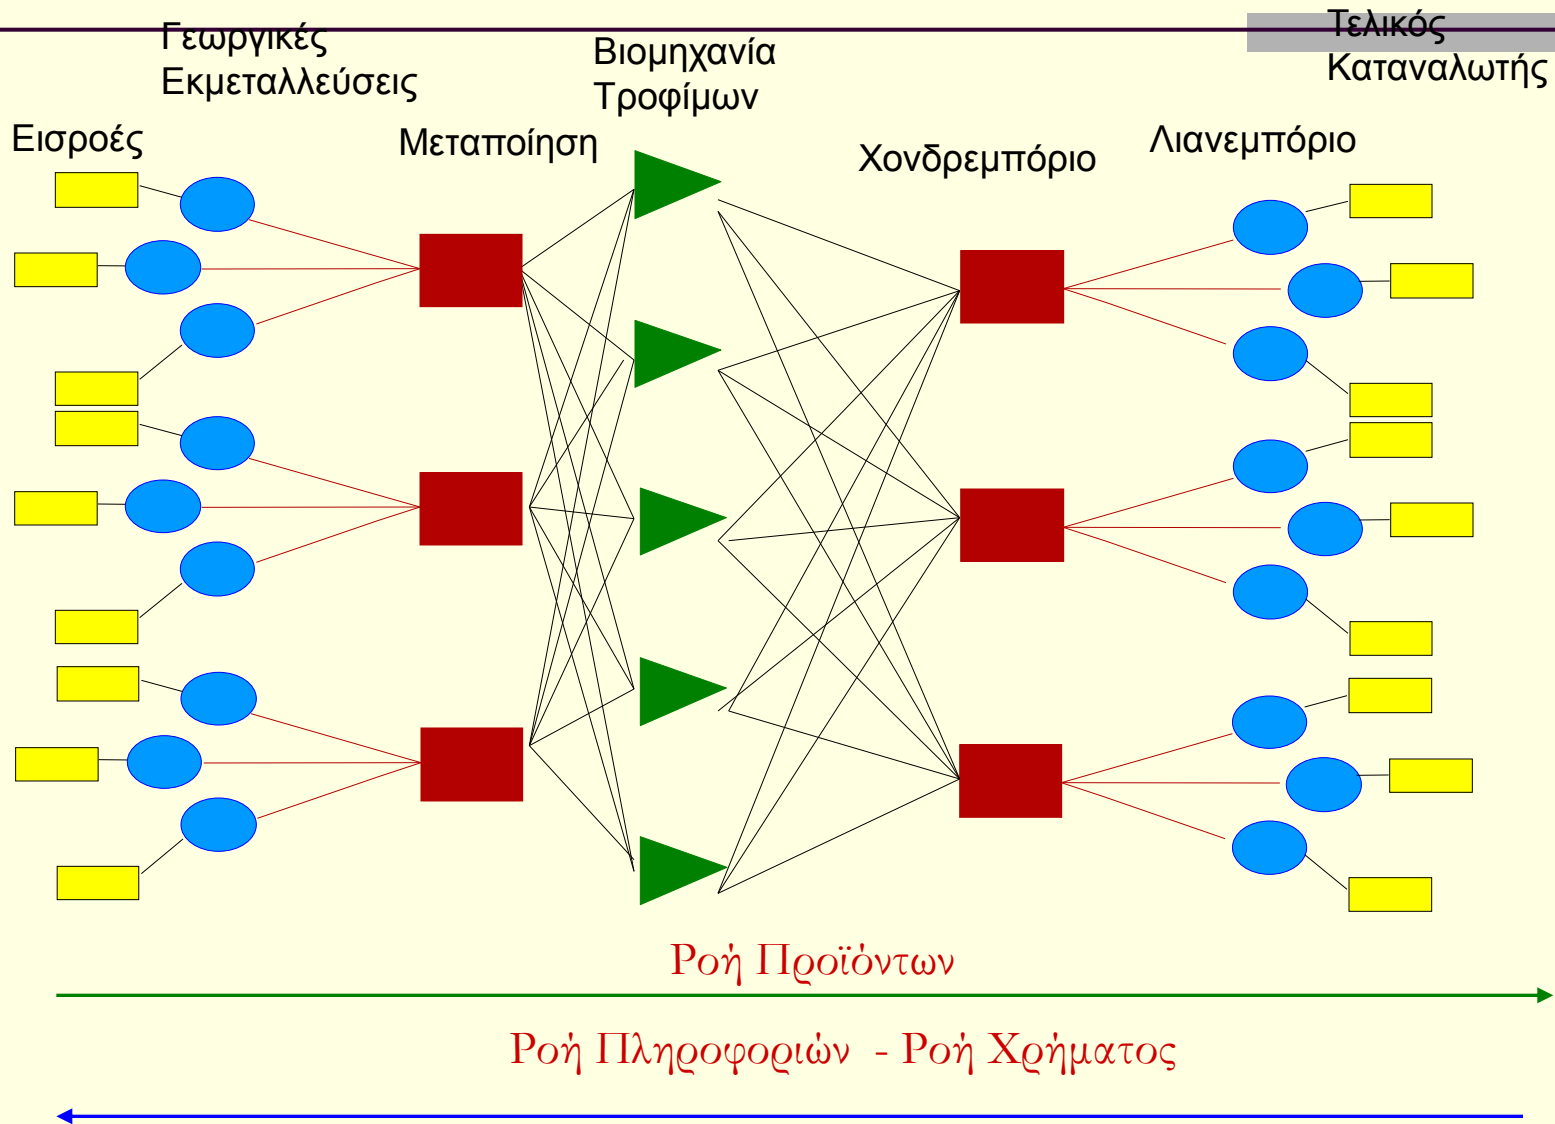 Γεωργικές
Εκμεταλλεύσεις
Βιομηχανία
Τροφίμων
Τελικός
Καταναλωτής
Εισροές
Μεταποίηση
Χονδρεμπόριο
Λιανεμπόριο
Ροή Προϊόντων
Ροή Πληροφοριών - Ροή Χρήματος